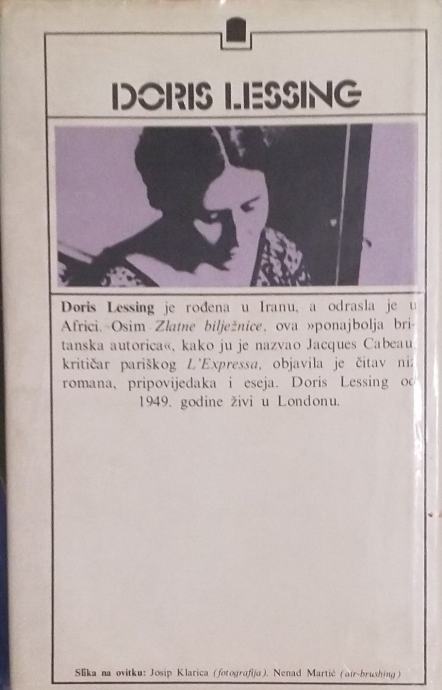 DORIS LESSING
Doris Lessing je rođena u Iranu, a odrasla je u
Africi. Osim Zlatne bilježnice, ova »ponajbolja bri-
tanska autorica«, kako ju je nazvao Jacques Cabeau,
kritičar pariškog L'Expressa, objavila je čitav niz
romana, pripovijedaka i eseja. Doris Lessing od
1949. godine živi u Londonu.
Slika na ovitku: Josip Klarica (fotografija), Nenad Martić (air-brushing)